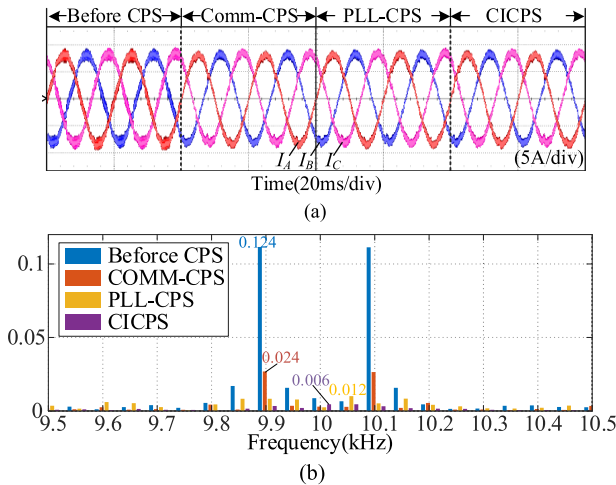 Before CPS Comm-CPS PLL-CPS CICPS
I_A I_B I_C (5A/div)
Time(20ms/div)
(a)
0.124
0.1
Beforce CPS
COMM-CPS
PLL-CPS
CICPS
0.05
0.024
0.006 0.012
0
9.5 9.6 9.7 9.8 9.9 10 10.1 10.2 10.3 10.4 10.5
Frequency(kHz)
(b)